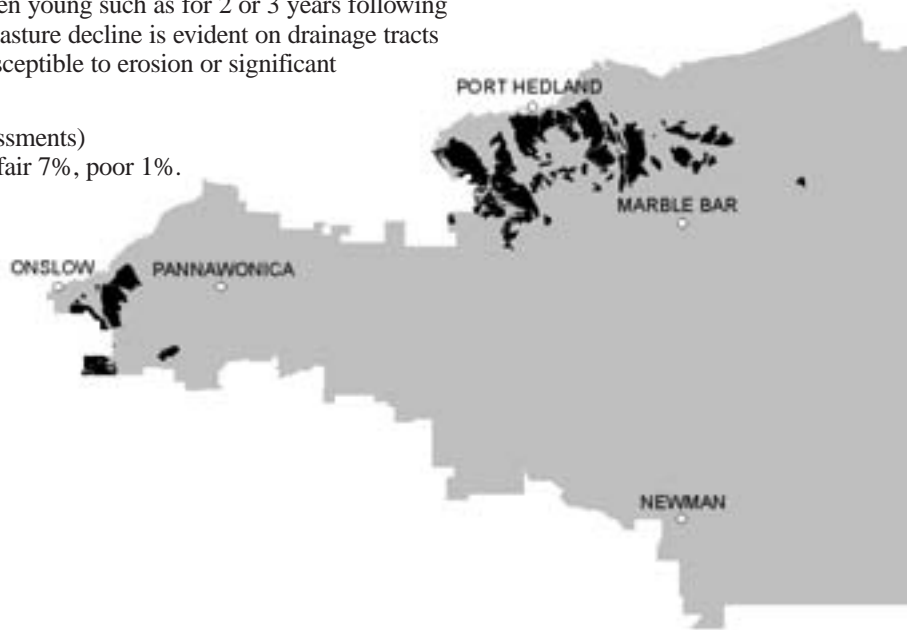 en young such as for 2 or 3 years following
asture decline is evident on drainage tracts
sceptible to erosion or significant
ssments)
fair 7%, poor 1%.
PORT HEDLAND
MARBLE BAR
ONSLOW
PANNAWONICA
NEWMAN